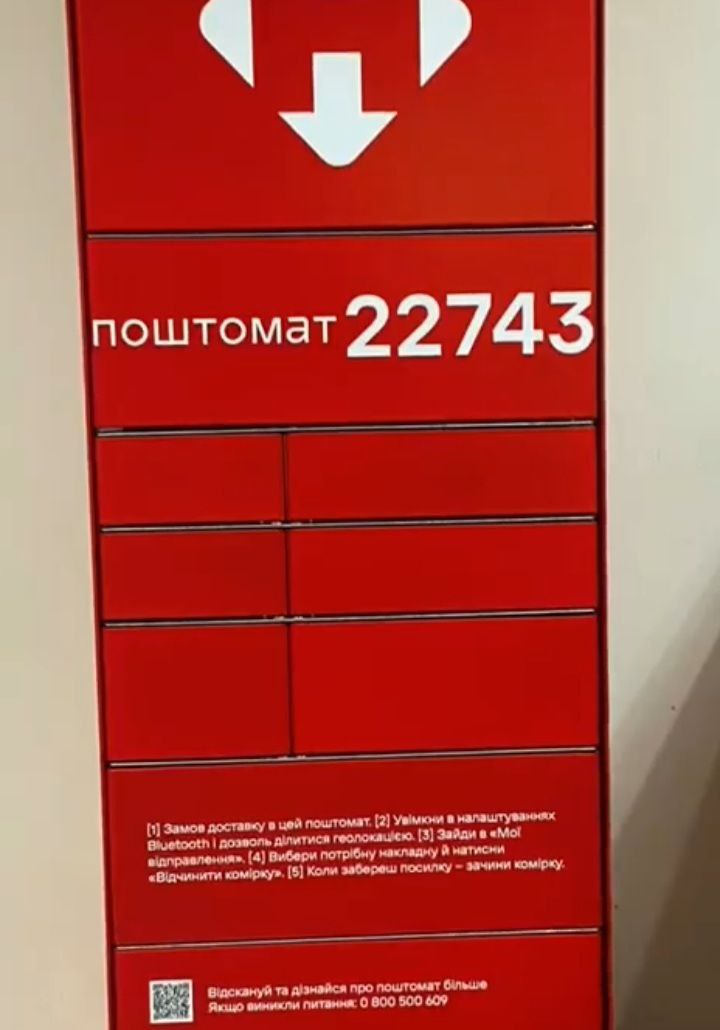 поштомат 22743
[1] Замов доставку в цей поштомат. [2] Увімкни в налаштуваннях
Bluetooth і дозволь ділитися геолокацією. [3] Зайди в «Мої
відправлення». [4] Вибери потрібну накладну й натисни
«Відчинити комірку». [5] Коли забереш посилку – зачини комірку.
Відскануй та дізнайся про поштомат більше
Якщо виникли питання: 0 800 500 609